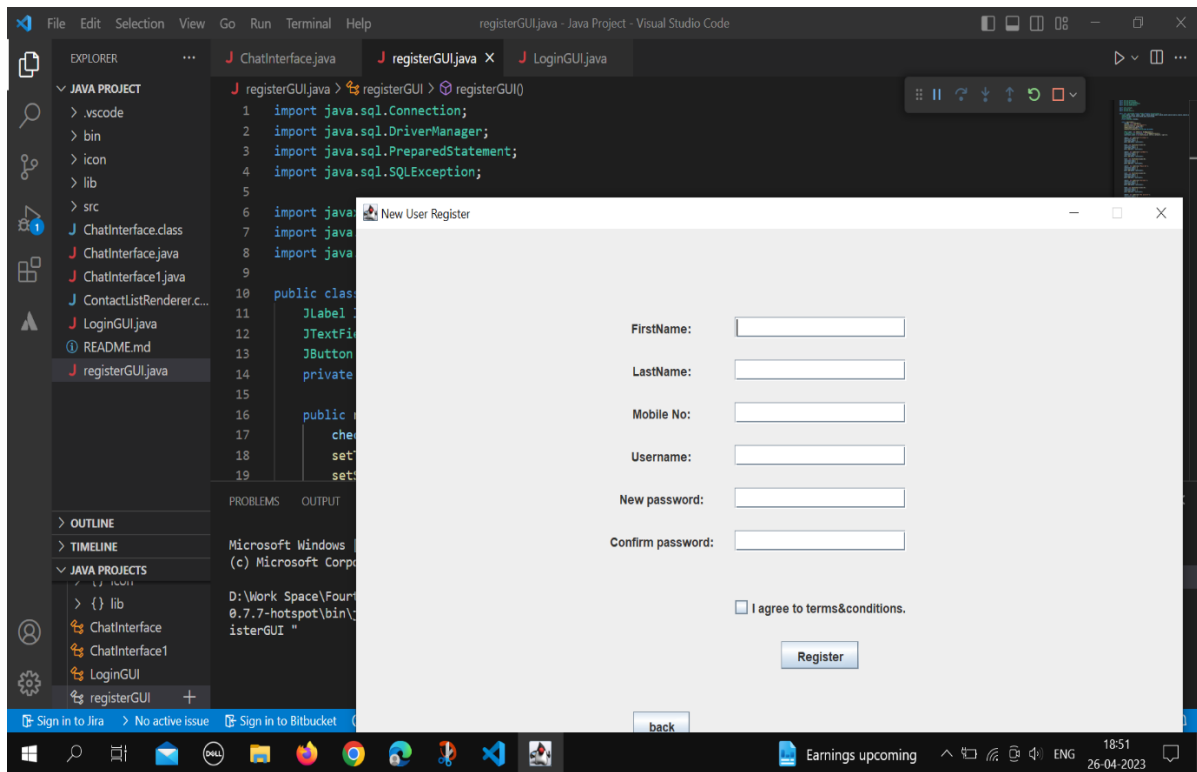 File Edit Selection View Go Run Terminal Help registerGUI.java - Java Project - Visual Studio Code
EXPLORER ···
ChatInterface.java registerGUI.java LoginGUI.java
JAVA PROJECT
.vscode
bin
icon
lib
src
ChatInterface.class
ChatInterface.java
ChatInterface1.java
ContactListRenderer.c...
LoginGUI.java
README.md
registerGUI.java
registerGUI.java > registerGUI > registerGUI()
1 import java.sql.Connection;
2 import java.sql.DriverManager;
3 import java.sql.PreparedStatement;
4 import java.sql.SQLException;
5
6 import java
7 import java
8 import java.
9
10 public clas
11 JLabel
12 JTextFi
13 JButton
14 private
15
16 public
17 che
18 set
19 set
New User Register
FirstName:
LastName:
Mobile No:
Username:
New password:
Confirm password:
I agree to terms&conditions.
Register
back
PROBLEMS OUTPUT
Microsoft Windows
(c) Microsoft Corp
D:\Work Space\Four
0.7.7-hotspot\bin\
isterGUI "
1
OUTLINE
TIMELINE
JAVA PROJECTS
{} icon
{} lib
ChatInterface
ChatInterface1
LoginGUI
registerGUI +
Sign in to Jira No active issue Sign in to Bitbucket
DELL
Earnings upcoming ENG 18:51
26-04-2023